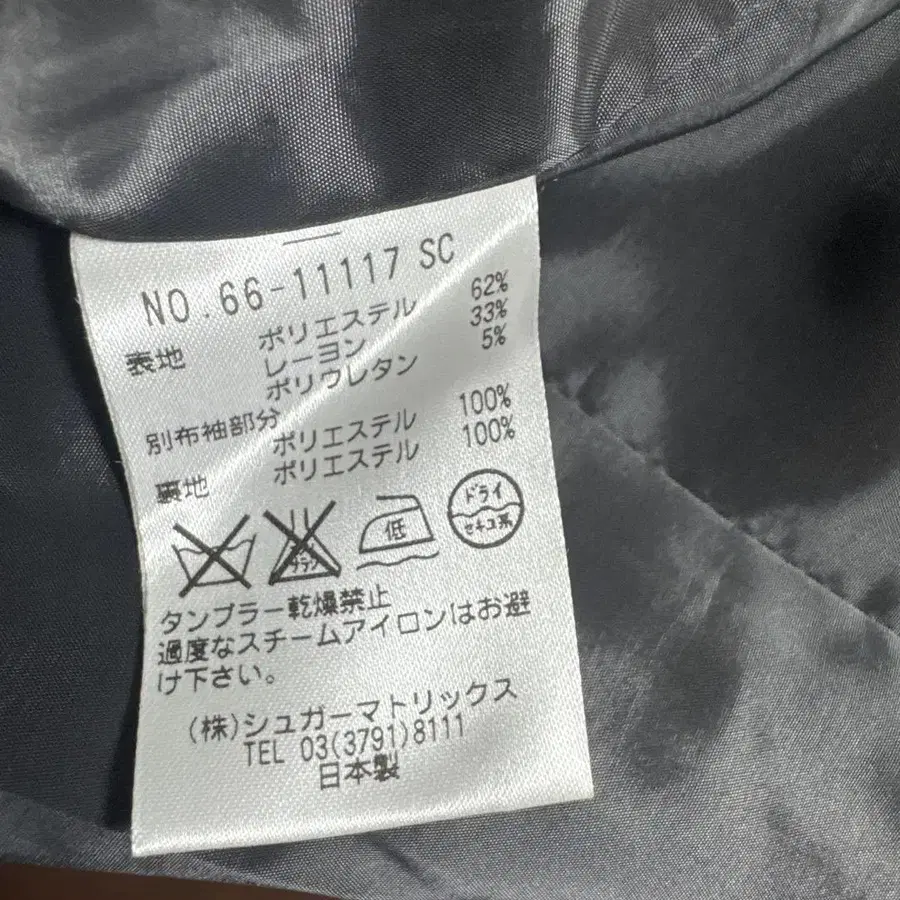 NO.66-11117 SC
表地 ポリエステル 62%
レーヨン 33%
ポリウレタン 5%
別布袖部分 ポリエステル 100%
裏地 ポリエステル 100%
低
ドライ
セキユ系
タンブラー乾燥禁止
過度なスチームアイロンはお避
け下さい。
(株)シュガーマトリックス
TEL 03(3791)8111
日本製